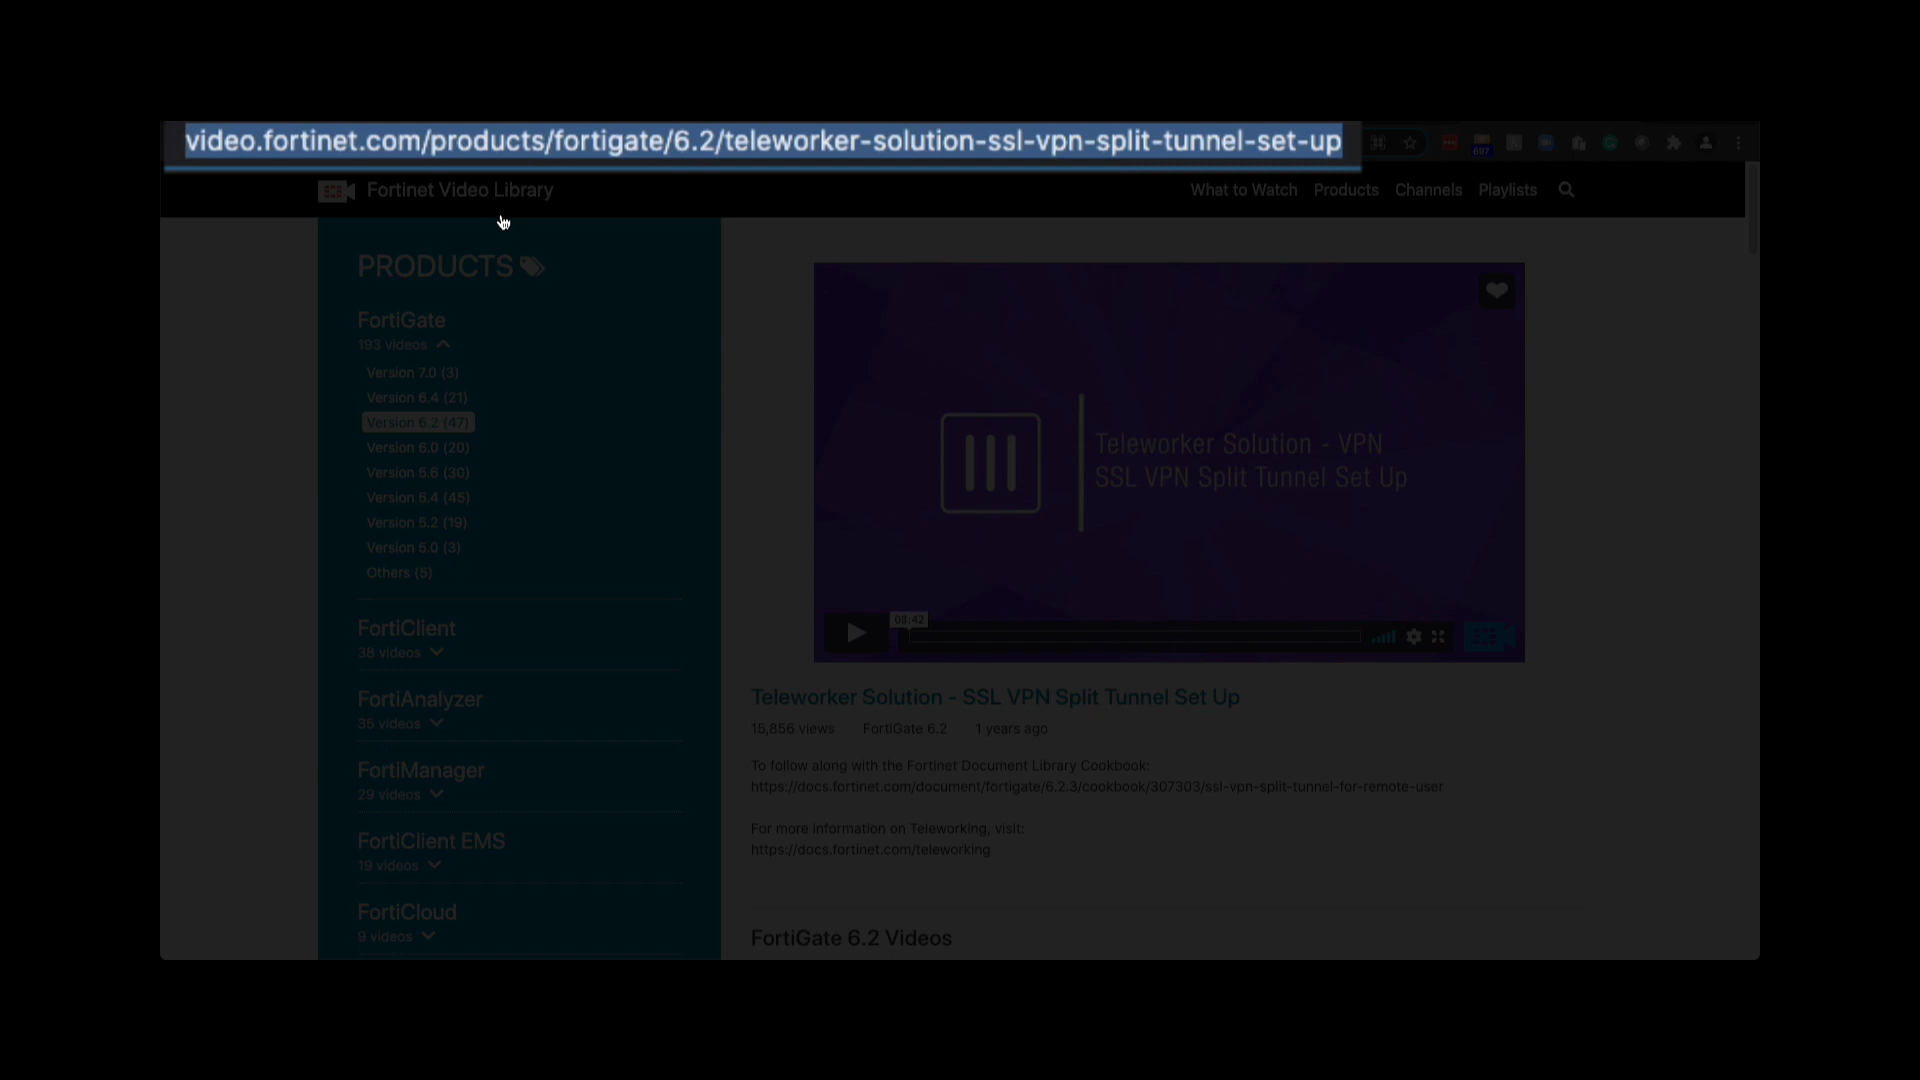 video.fortinet.com/products/fortigate/6.2/teleworker-solution-ssl-vpn-split-tunnel-set-up
697
Fortinet Video Library
What to Watch Products Channels Playlists
PRODUCTS
FortiGate
193 videos
Version 7.0 (3)
Version 6.4 (21)
Version 6.2 (47)
Version 6.0 (20)
Version 5.6 (30)
Version 5.4 (45)
Version 5.2 (19)
Version 5.0 (3)
Others (5)
FortiClient
38 videos
FortiAnalyzer
35 videos
FortiManager
29 videos
FortiClient EMS
19 videos
FortiCloud
9 videos
Teleworker Solution - VPN
SSL VPN Split Tunnel Set Up
08:42
Teleworker Solution - SSL VPN Split Tunnel Set Up
15,856 views FortiGate 6.2 1 years ago
To follow along with the Fortinet Document Library Cookbook:
https://docs.fortinet.com/document/fortigate/6.2.3/cookbook/307303/ssl-vpn-split-tunnel-for-remote-user
For more information on Teleworking, visit:
https://docs.fortinet.com/teleworking
FortiGate 6.2 Videos